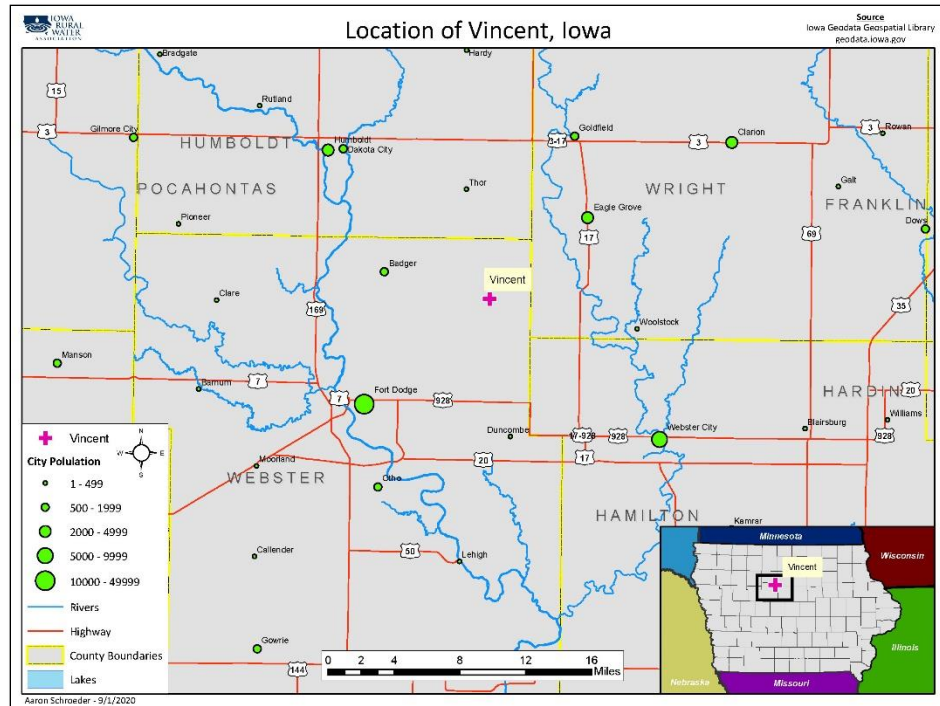 IOWA
RURAL
WATER
ASSOCIATION
Location of Vincent, Iowa
Source
Iowa Geodata Geospatial Library
geodata.iowa.gov
Bradgate
Hardy
15
Rutland
3
Gilmore City
HUMBOLDT
Humboldt
Dakota City
Goldfield
3-17
3
Clarion
3
Rowan
POCAHONTAS
Thor
WRIGHT
Galt
FRANKLIN
Pioneer
Eagle Grove
17
69
Dows
Badger
Vincent
Clare
169
35
Woolstock
Manson
Barnum
7
HARDIN
20
7
Fort Dodge
928
Duncombe
17-928
928
Webster City
Blairsburg
Williams
928
Moorland
WEBSTER
20
17
Otho
HAMILTON
Callender
50
Lehigh
Kamrar
Gowrie
144
Vincent
N
W
E
S
City Polulation
1 - 499
500 - 1999
2000 - 4999
5000 - 9999
10000 - 49999
Rivers
Highway
County Boundaries
Lakes
0 2 4 8 12 16
Miles
Minnesota
Wisconsin
Vincent
Illinois
Nebraska
Missouri
Aaron Schroeder - 9/1/2020